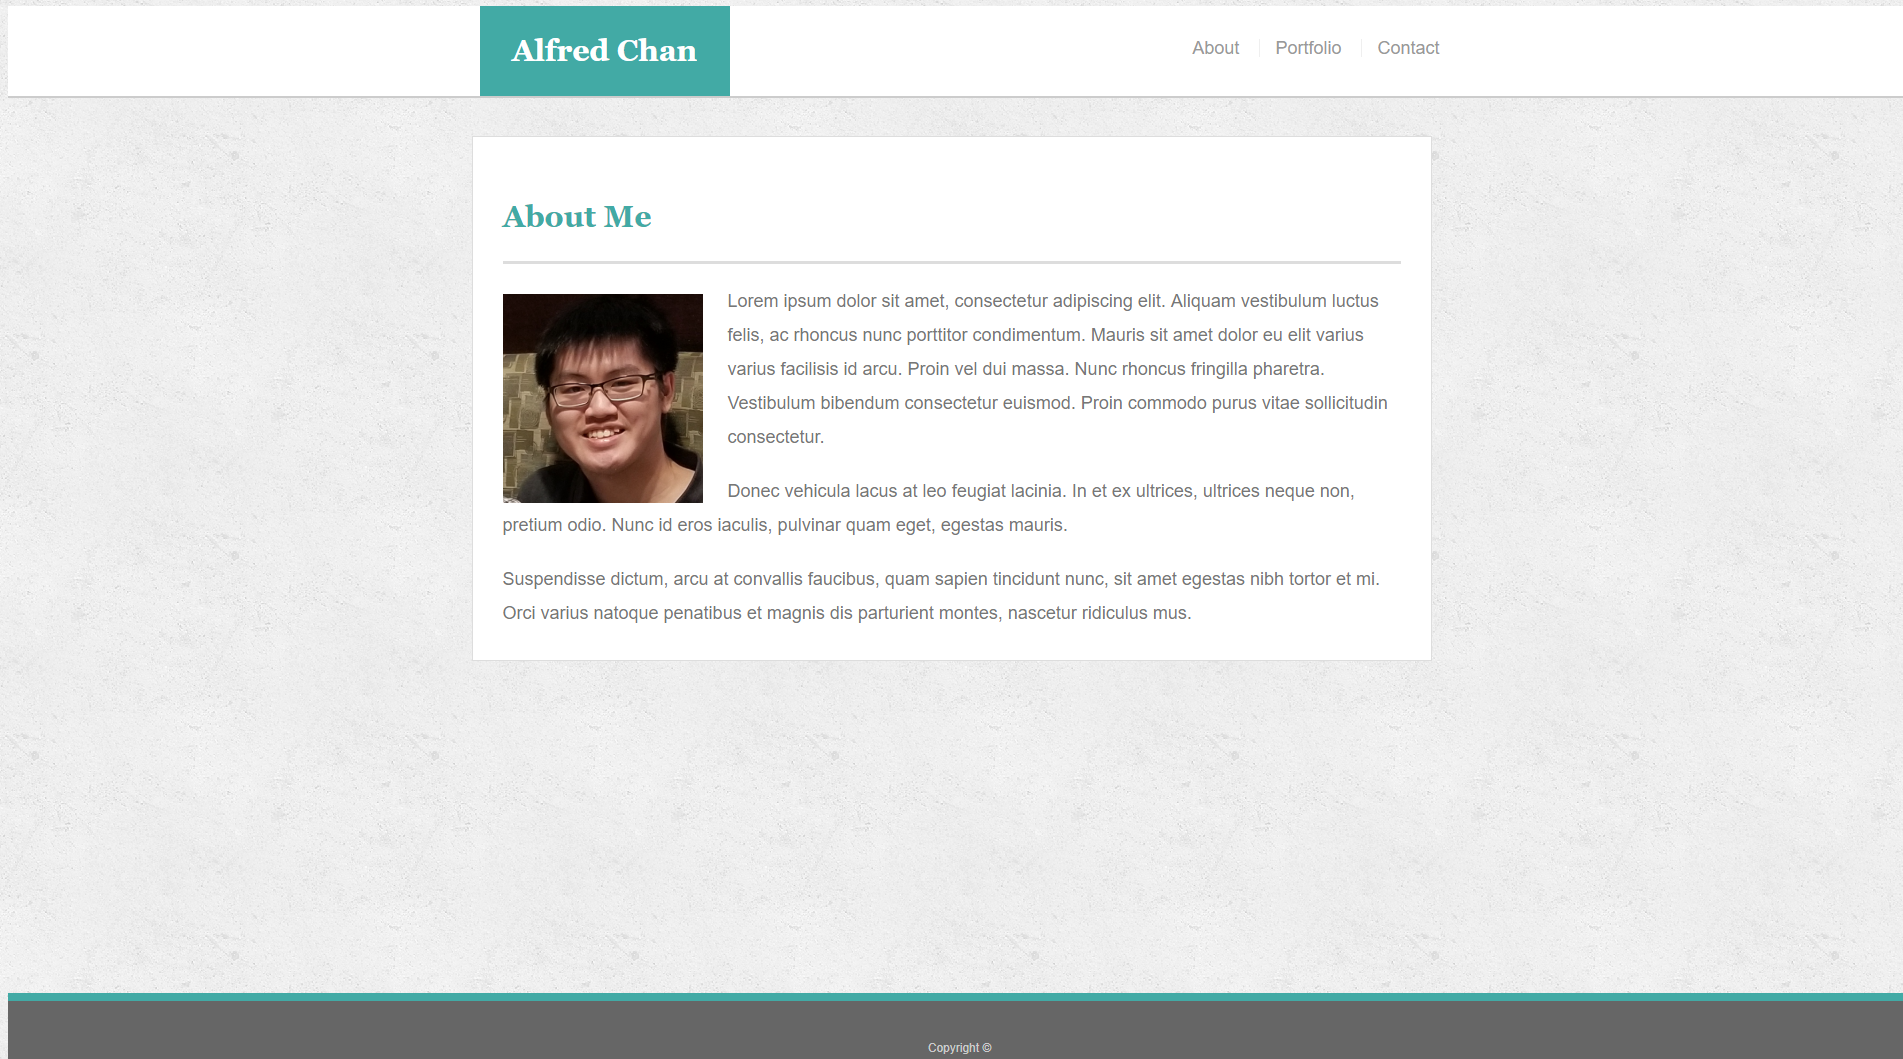 Alfred Chan
About
Portfolio
Contact
About Me
Lorem ipsum dolor sit amet, consectetur adipiscing elit. Aliquam vestibulum luctus
felis, ac rhoncus nunc porttitor condimentum. Mauris sit amet dolor eu elit varius
varius facilisis id arcu. Proin vel dui massa. Nunc rhoncus fringilla pharetra.
Vestibulum bibendum consectetur euismod. Proin commodo purus vitae sollicitudin
consectetur.
Donec vehicula lacus at leo feugiat lacinia. In et ex ultrices, ultrices neque non,
pretium odio. Nunc id eros iaculis, pulvinar quam eget, egestas mauris.
Suspendisse dictum, arcu at convallis faucibus, quam sapien tincidunt nunc, sit amet egestas nibh tortor et mi.
Orci varius natoque penatibus et magnis dis parturient montes, nascetur ridiculus mus.
Copyright ©